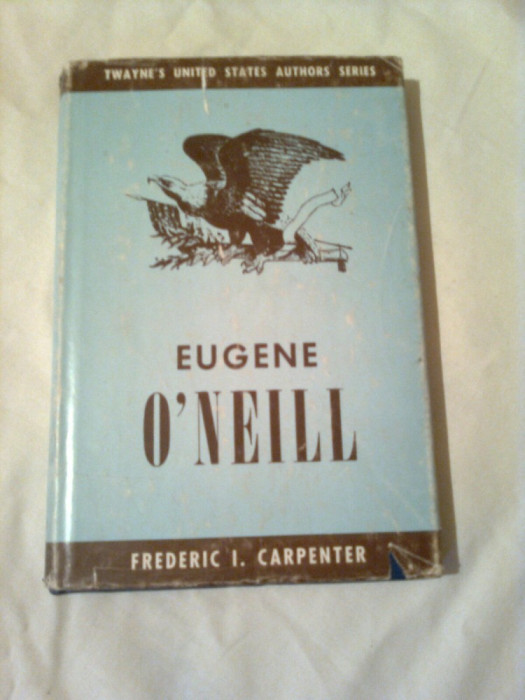 TWAYNE'S UNITED STATES AUTHORS SERIES
EUGENE
O'NEILL
FREDERIC I. CARPENTER